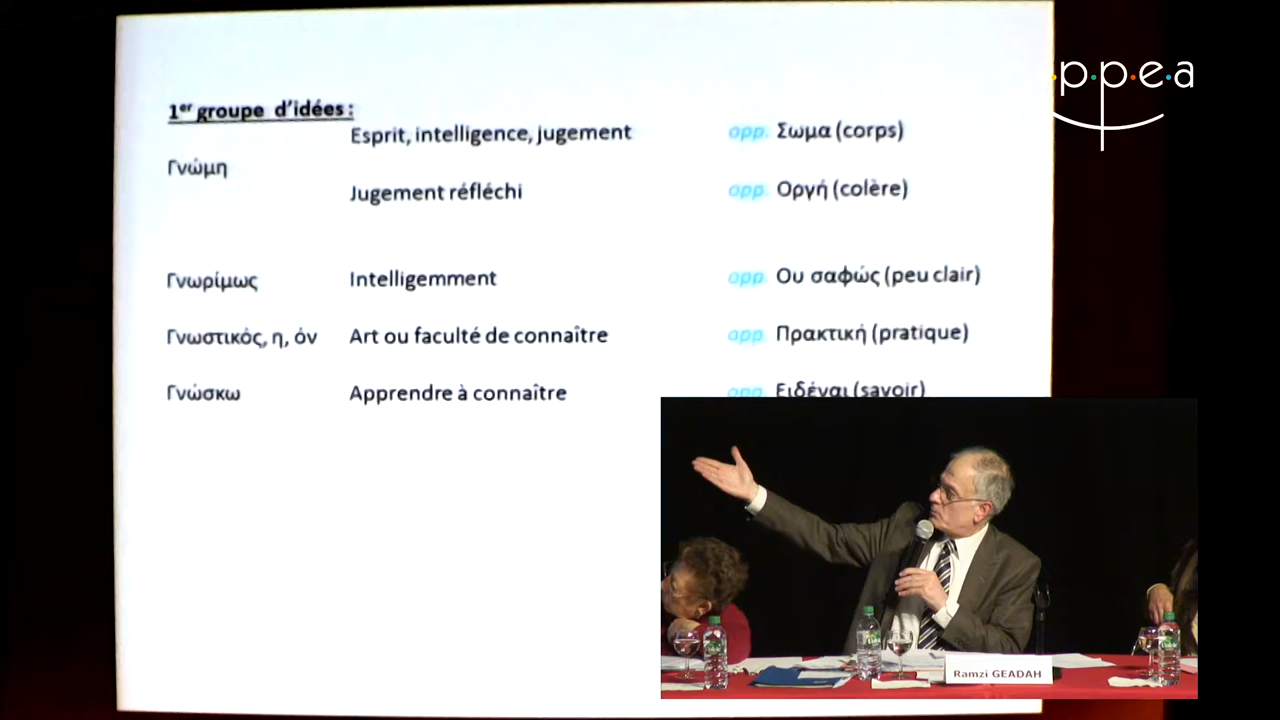 appea
1er groupe d'idées :
Esprit, intelligence, jugement opp. Σωμα (corps)
Γνώμη
Jugement réfléchi opp. Οργή (colère)
Γνωρίμως Intelligemment opp. Ου σαφώς (peu clair)
Γνωστικός, η, όν Art ou faculté de connaître opp. Πρακτική (pratique)
Γνώσκω Apprendre à connaître opp. Ειδέναι (savoir)
Ramzi GEADAH